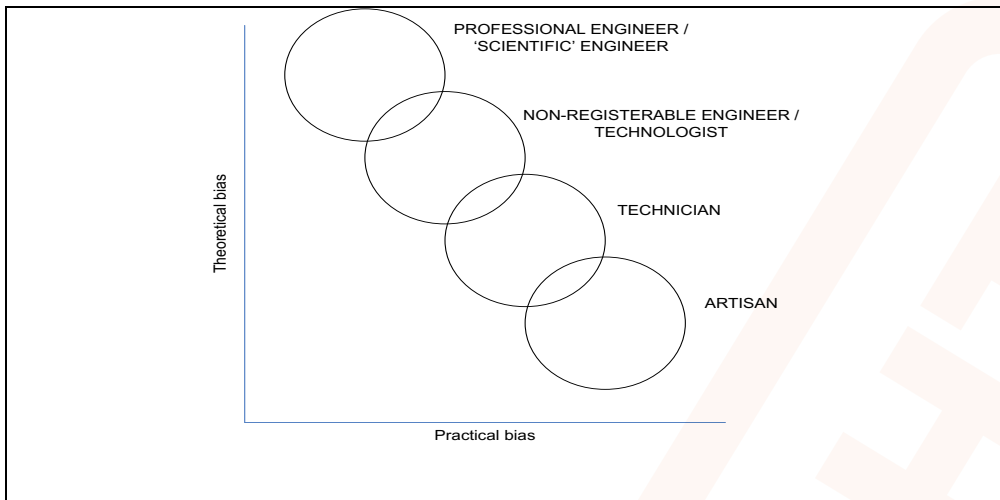 PROFESSIONAL ENGINEER /
‘SCIENTIFIC’ ENGINEER
NON-REGISTERABLE ENGINEER /
TECHNOLOGIST
TECHNICIAN
ARTISAN
Theoretical bias
Practical bias